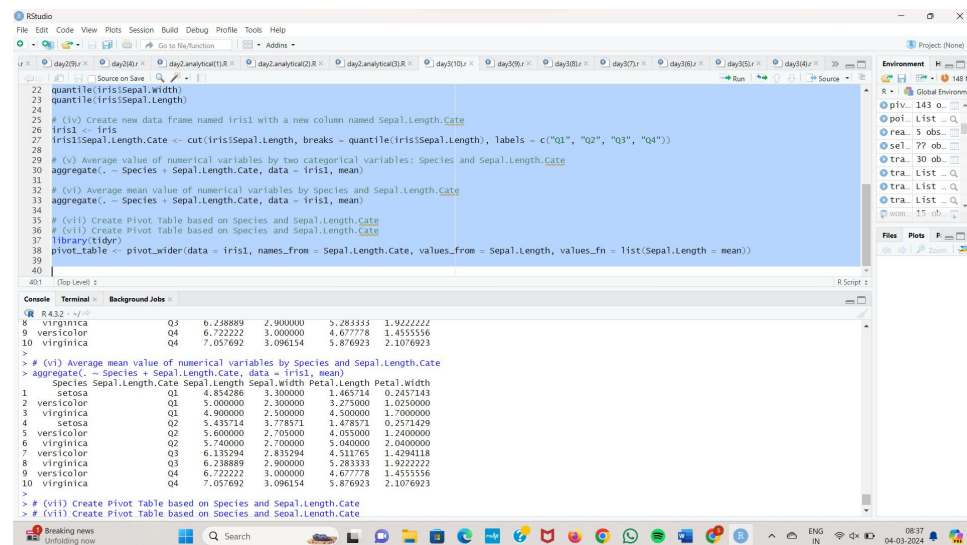 RStudio
File Edit Code View Plots Session Build Debug Profile Tools Help
Go to file/function Addins Project: (None)
day2(9).r day2(4).r day2.analytical(1).R day2.analytical(2).R day2.analytical(3).R day3(10).r day3(9).r day3(8).r day3(7).r day3(6).r day3(5).r day3(4).r
Source on Save Run Source
22 quantile(iris$Sepal.Width)
23 quantile(iris$Sepal.Length)
24
25 # (iv) Create new data frame named iris1 with a new column named Sepal.Length.Cate
26 iris1 <- iris
27 iris1$Sepal.Length.Cate <- cut(iris$Sepal.Length, breaks = quantile(iris$Sepal.Length), labels = c("Q1", "Q2", "Q3", "Q4"))
28
29 # (v) Average value of numerical variables by two categorical variables: Species and Sepal.Length.Cate
30 aggregate(. ~ Species + Sepal.Length.Cate, data = iris1, mean)
31
32 # (vi) Average mean value of numerical variables by Species and Sepal.Length.Cate
33 aggregate(. ~ Species + Sepal.Length.Cate, data = iris1, mean)
34
35 # (vii) Create Pivot Table based on Species and Sepal.Length.Cate
36 # (vii) Create Pivot Table based on Species and Sepal.Length.Cate
37 library(tidyr)
38 pivot_table <- pivot_wider(data = iris1, names_from = Sepal.Length.Cate, values_from = Sepal.Length, values_fn = list(Sepal.Length = mean))
39
40
40:1 (Top Level) R Script
Console Terminal Background Jobs
R 4.3.2 · ~/
8 virginica Q3 6.238889 2.900000 5.283333 1.9222222
9 versicolor Q4 6.722222 3.000000 4.677778 1.4555556
10 virginica Q4 7.057692 3.096154 5.876923 2.1076923
>
> # (vi) Average mean value of numerical variables by Species and Sepal.Length.Cate
> aggregate(. ~ Species + Sepal.Length.Cate, data = iris1, mean)
Species Sepal.Length.Cate Sepal.Length Sepal.Width Petal.Length Petal.Width
1 setosa Q1 4.854286 3.300000 1.465714 0.2457143
2 versicolor Q1 5.000000 2.300000 3.275000 1.0250000
3 virginica Q1 4.900000 2.500000 4.500000 1.7000000
4 setosa Q2 5.435714 3.778571 1.478571 0.2571429
5 versicolor Q2 5.600000 2.705000 4.055000 1.2400000
6 virginica Q2 5.740000 2.700000 5.040000 2.0400000
7 versicolor Q3 6.135294 2.835294 4.511765 1.4294118
8 virginica Q3 6.238889 2.900000 5.283333 1.9222222
9 versicolor Q4 6.722222 3.000000 4.677778 1.4555556
10 virginica Q4 7.057692 3.096154 5.876923 2.1076923
>
> # (vii) Create Pivot Table based on Species and Sepal.Length.Cate
> # (vii) Create Pivot Table based on Species and Sepal.Length.Cate
Environment H
148
R Global Environm
piv… 143 o…
poi… List …
rea… 5 obs…
sel… ?? ob…
tra… 30 ob…
tra… List …
tra… List …
wom… 15 ob…
Files Plots P
Zoom
1
Breaking news
Unfolding now
Search
ENG
IN
08:37
04-03-2024